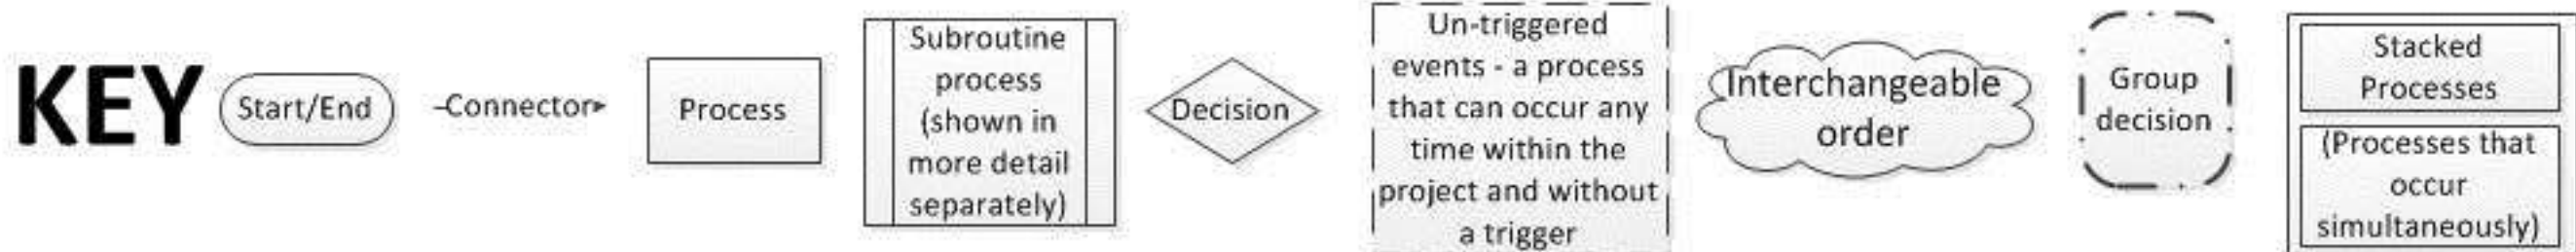 KEY
Start/End
Connector
Process
Subroutine
process
(shown in
more detail
separately)
Decision
Un-triggered
events - a process
that can occur any
time within the
project and without
a trigger
Interchangeable
order
Group
decision
Stacked
Processes
(Processes that
occur
simultaneously)